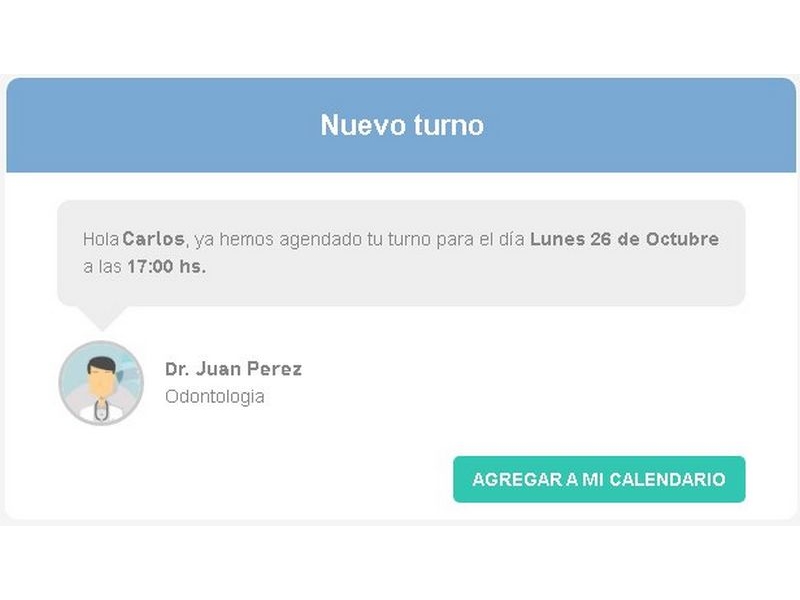 Nuevo turno
Hola Carlos, ya hemos agendado tu turno para el día Lunes 26 de Octubre
a las 17:00 hs.
Dr. Juan Perez
Odontologia
AGREGAR A MI CALENDARIO